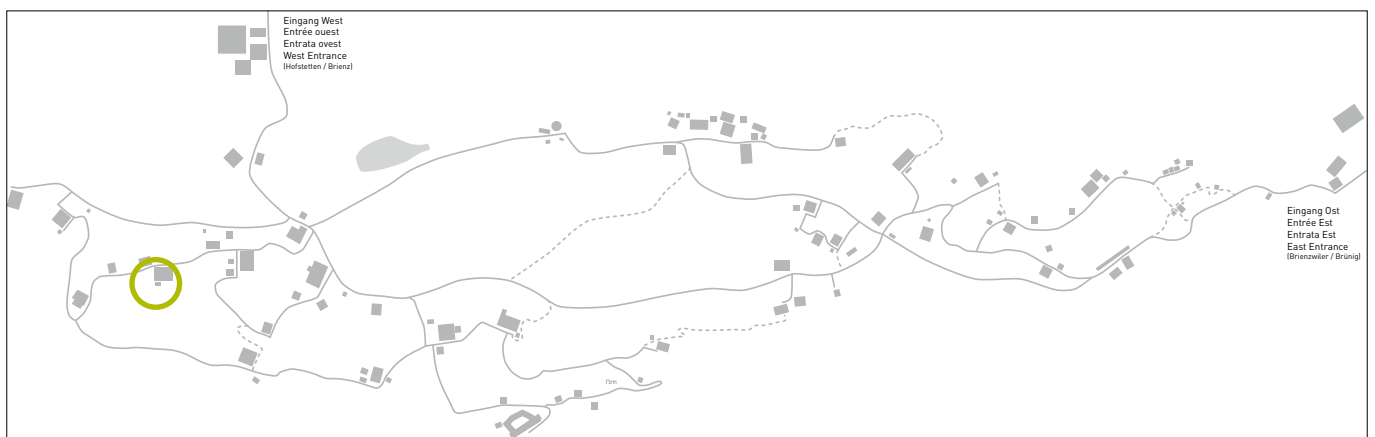 Eingang West
Entrée ouest
Entrata ovest
West Entrance
(Hofstetten / Brienz)
Eingang Ost
Entrée Est
Entrata Est
East Entrance
(Brienzwiler / Brünig)